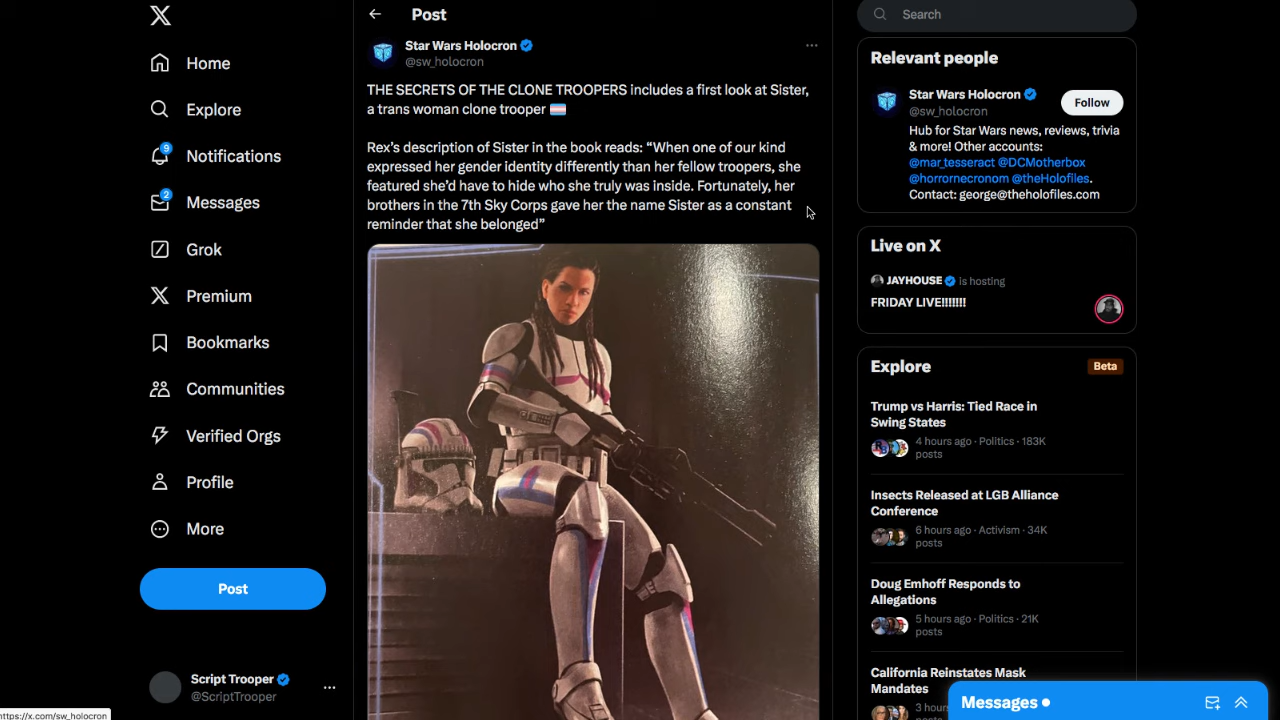 Post
Search
Star Wars Holocron
@sw_holocron
THE SECRETS OF THE CLONE TROOPERS includes a first look at Sister,
a trans woman clone trooper
Rex's description of Sister in the book reads: “When one of our kind
expressed her gender identity differently than her fellow troopers, she
featured she'd have to hide who she truly was inside. Fortunately, her
brothers in the 7th Sky Corps gave her the name Sister as a constant
reminder that she belonged”
Home
Explore
9
Notifications
2
Messages
Grok
Premium
Bookmarks
Communities
Verified Orgs
Profile
More
Post
Script Trooper
@ScriptTrooper
https://x.com/sw_holocron
Relevant people
Star Wars Holocron
@sw_holocron
Follow
Hub for Star Wars news, reviews, trivia
& more! Other accounts:
@mar_tesseract @DCMotherbox
@horrornecronom @theHolofiles.
Contact: george@theholofiles.com
Live on X
JAYHOUSE is hosting
FRIDAY LIVE!!!!!!!
Explore
Beta
Trump vs Harris: Tied Race in
Swing States
4 hours ago · Politics · 183K
posts
Insects Released at LGB Alliance
Conference
6 hours ago · Activism · 34K
posts
Doug Emhoff Responds to
Allegations
5 hours ago · Politics · 21K
posts
California Reinstates Mask
Mandates
3 hours
Messages